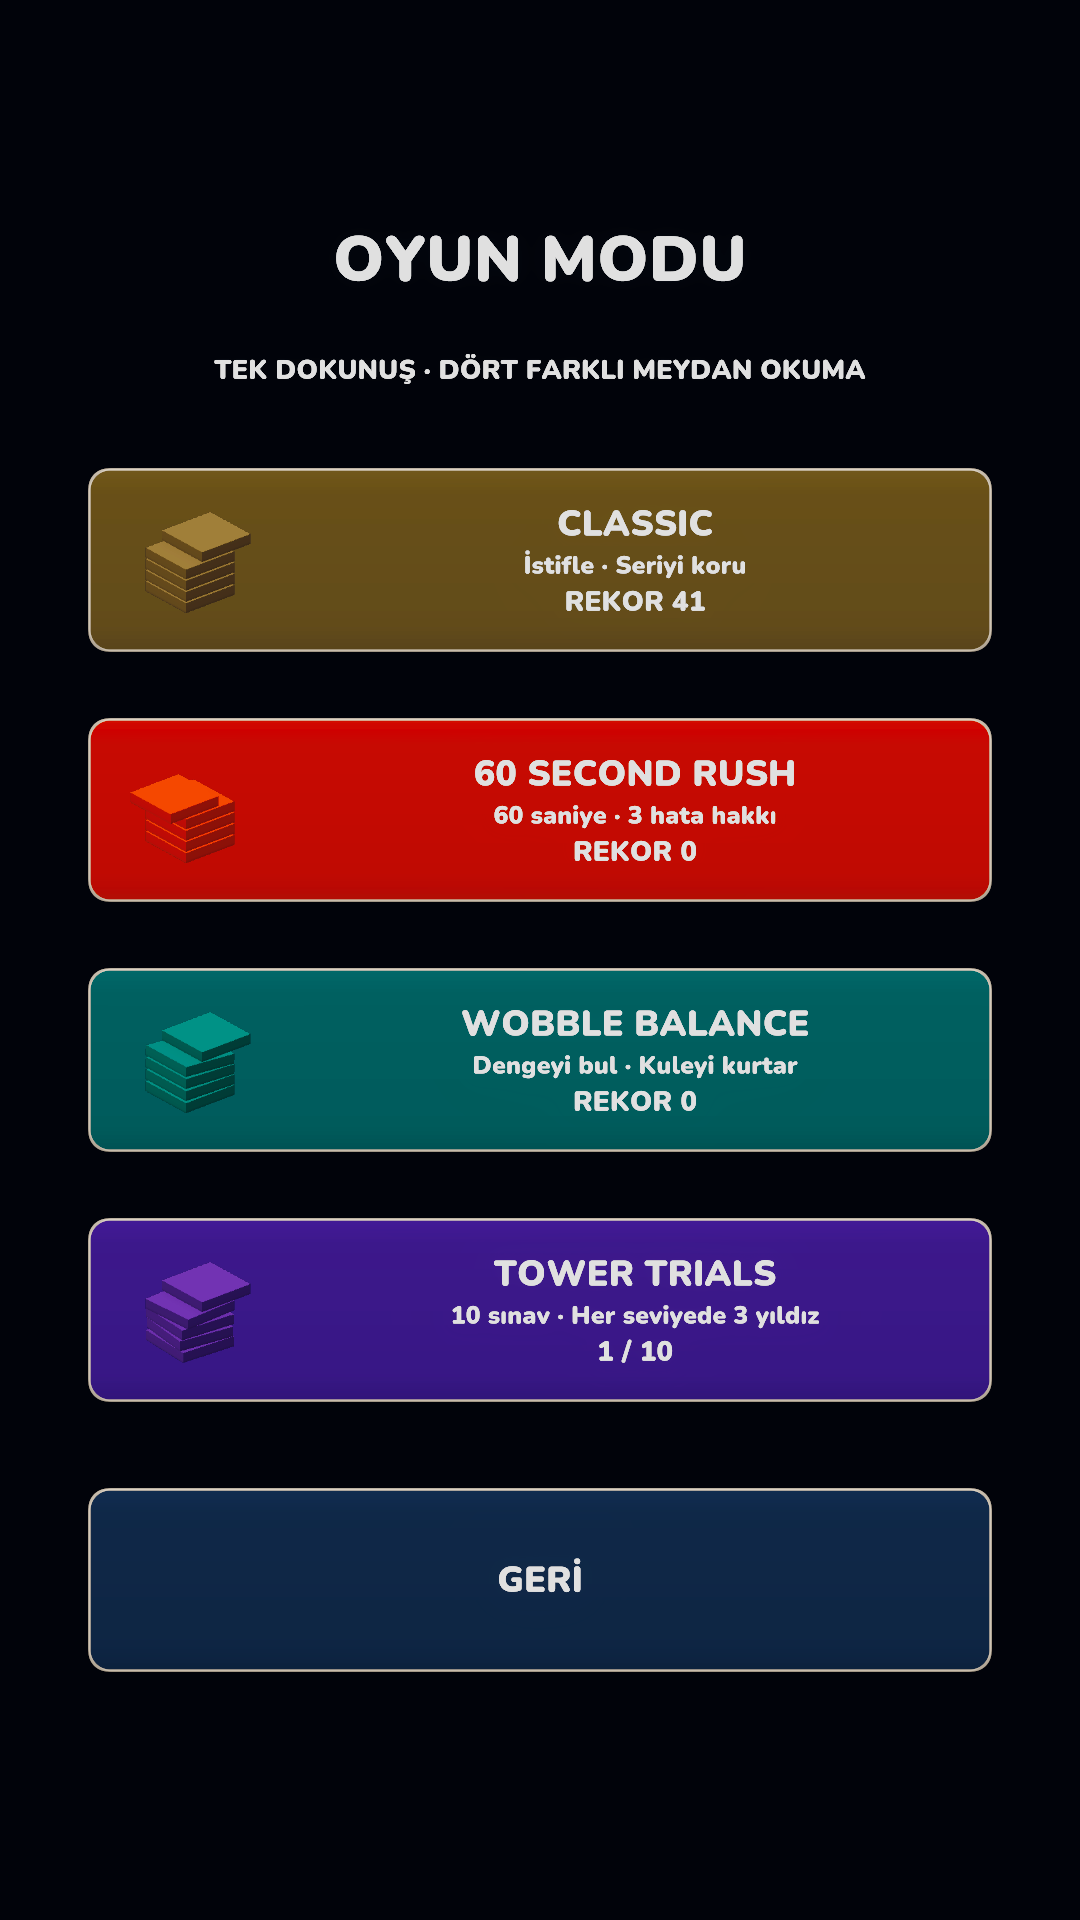 OYUN MODU
TEK DOKUNUŞ · DÖRT FARKLI MEYDAN OKUMA
CLASSIC
İstifle · Seriyi koru
REKOR 41
60 SECOND RUSH
60 saniye · 3 hata hakkı
REKOR 0
WOBBLE BALANCE
Dengeyi bul · Kuleyi kurtar
REKOR 0
TOWER TRIALS
10 sınav · Her seviyede 3 yıldız
1 / 10
GERİ